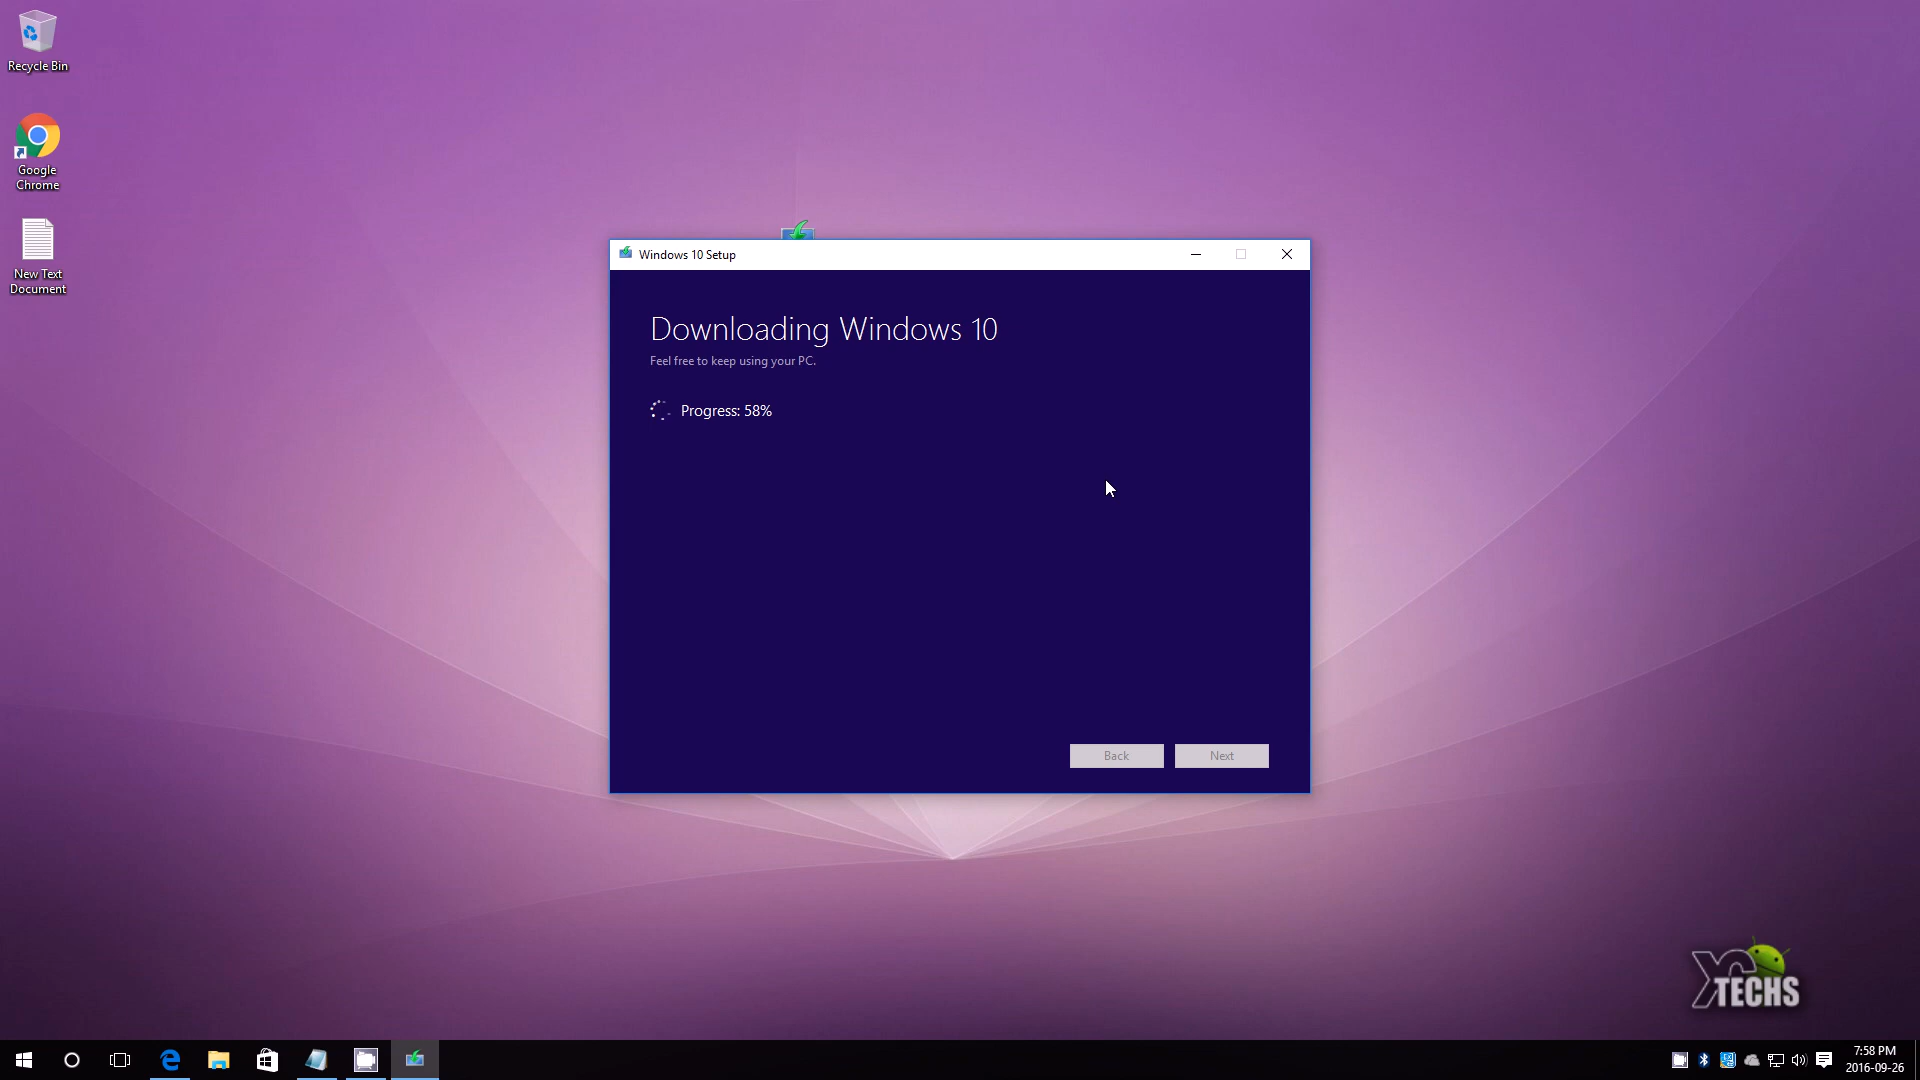 Recycle Bin
Google
Chrome
New Text
Document
Windows 10 Setup
Downloading Windows 10
Feel free to keep using your PC.
Progress: 58%
Back
Next
TECHS
7:58 PM
2016-09-26